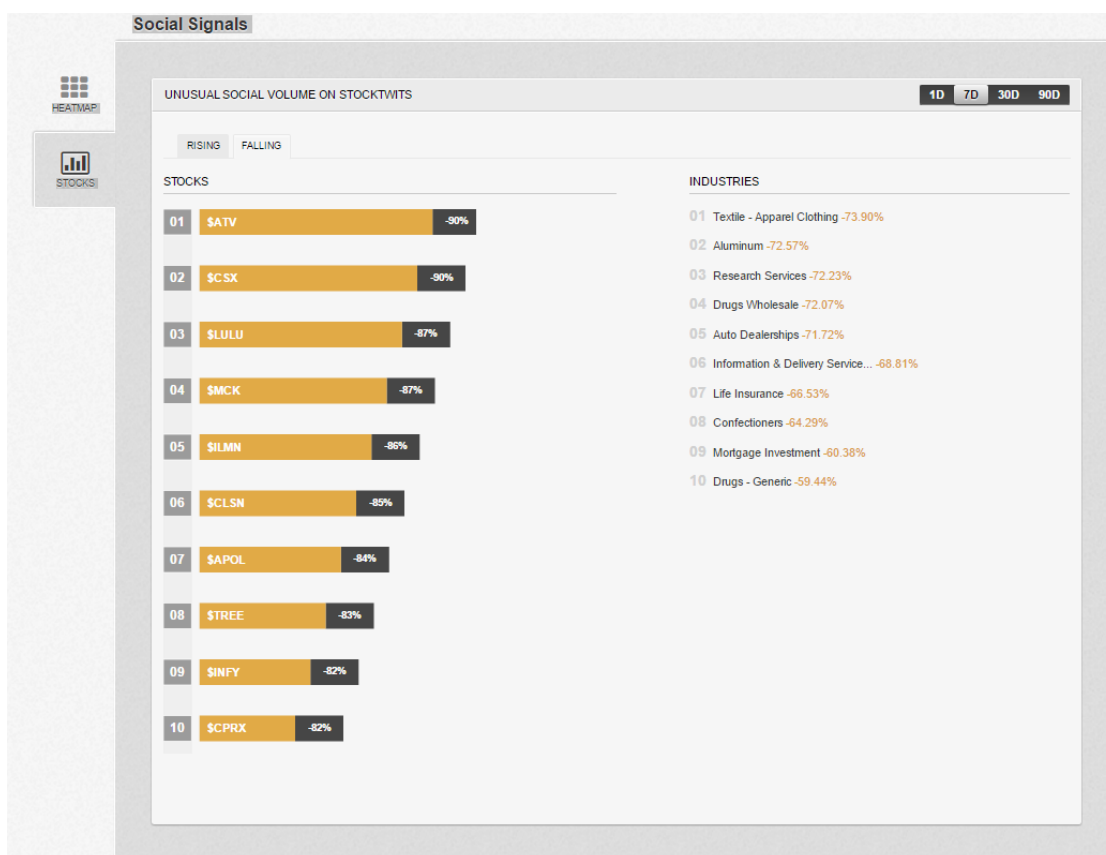 Social Signals
HEATMAP
STOCKS
UNUSUAL SOCIAL VOLUME ON STOCKTWITS
1D 7D 30D 90D
RISING FALLING
STOCKS
01 $ATV -90%
02 $CSX -90%
03 $LULU -87%
04 $MCK -87%
05 $ILMN -86%
06 $CLSN -85%
07 $APOL -84%
08 $TREE -83%
09 $INFY -82%
10 $CPRX -82%
INDUSTRIES
01 Textile - Apparel Clothing -73.90%
02 Aluminum -72.57%
03 Research Services -72.23%
04 Drugs Wholesale -72.07%
05 Auto Dealerships -71.72%
06 Information & Delivery Service... -68.81%
07 Life Insurance -66.53%
08 Confectioners -64.29%
09 Mortgage Investment -60.38%
10 Drugs - Generic -59.44%